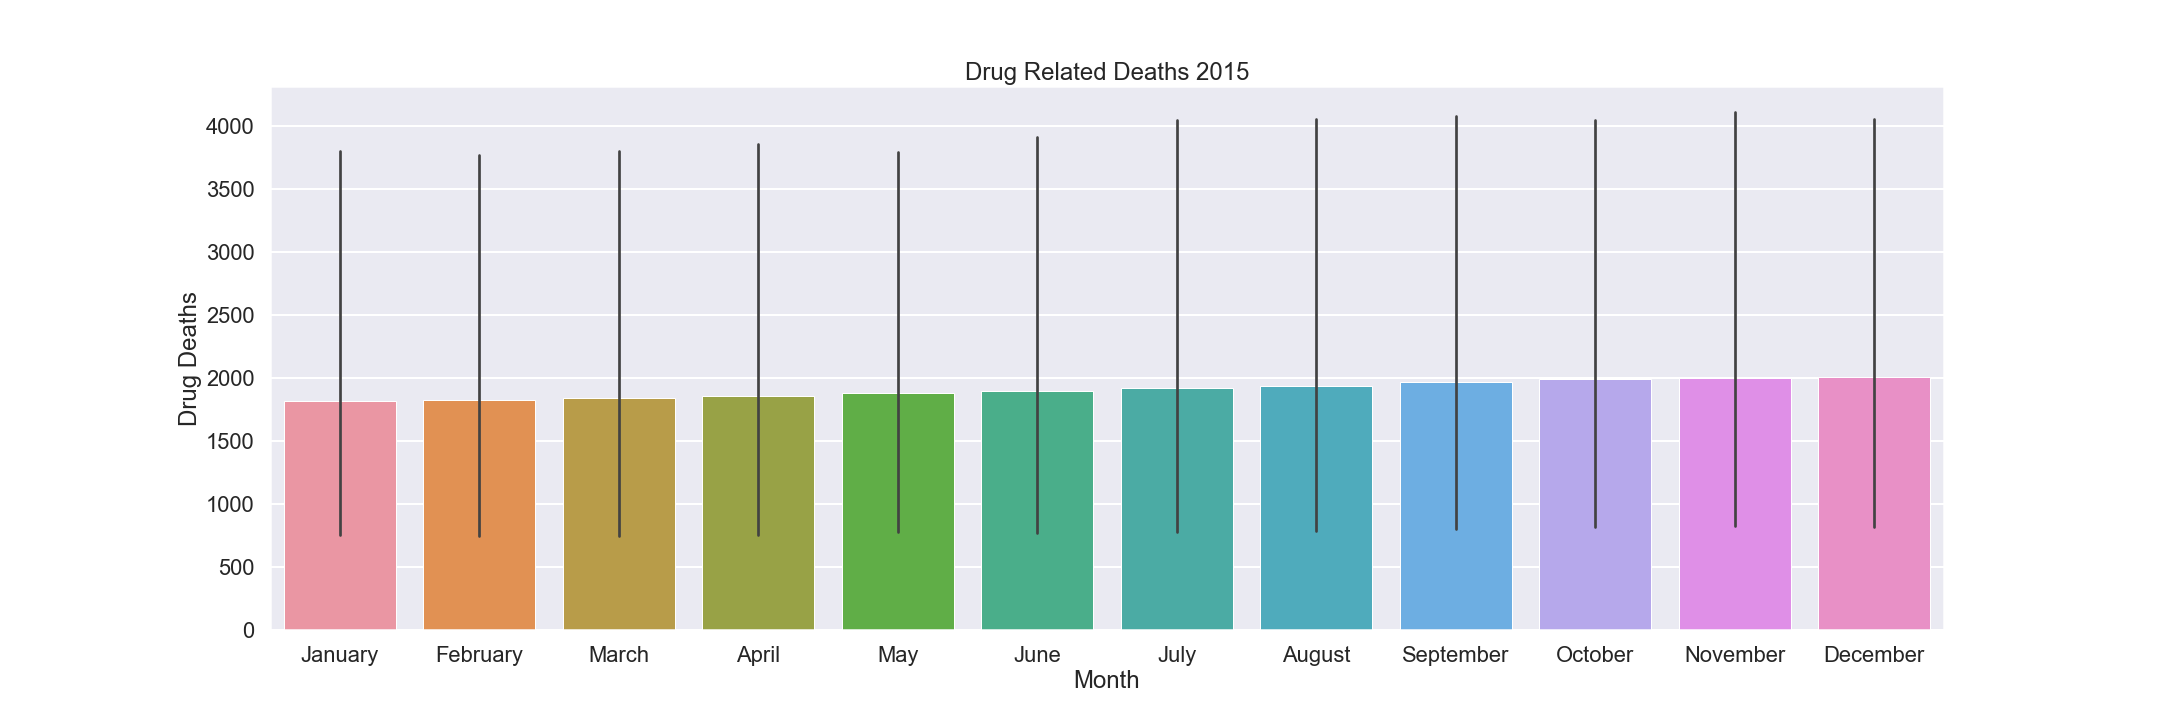 Drug Related Deaths 2015
Drug Deaths
4000
3500
3000
2500
2000
1500
1000
500
0
January February March April May June July August September October November December
Month